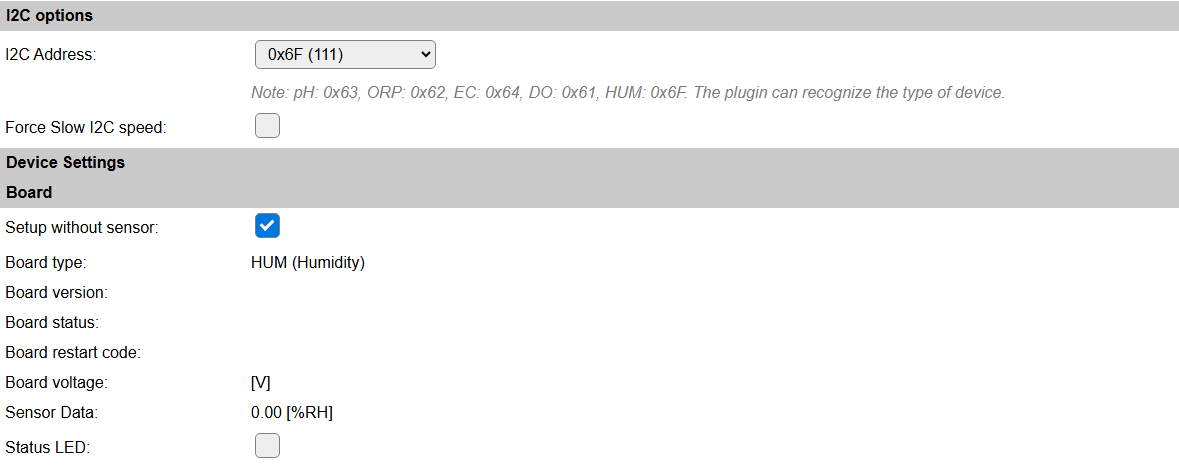 I2C options
I2C Address: 0x6F (111)
Note: pH: 0x63, ORP: 0x62, EC: 0x64, DO: 0x61, HUM: 0x6F. The plugin can recognize the type of device.
Force Slow I2C speed:
Device Settings
Board
Setup without sensor:
Board type: HUM (Humidity)
Board version:
Board status:
Board restart code:
Board voltage: [V]
Sensor Data: 0.00 [%RH]
Status LED: